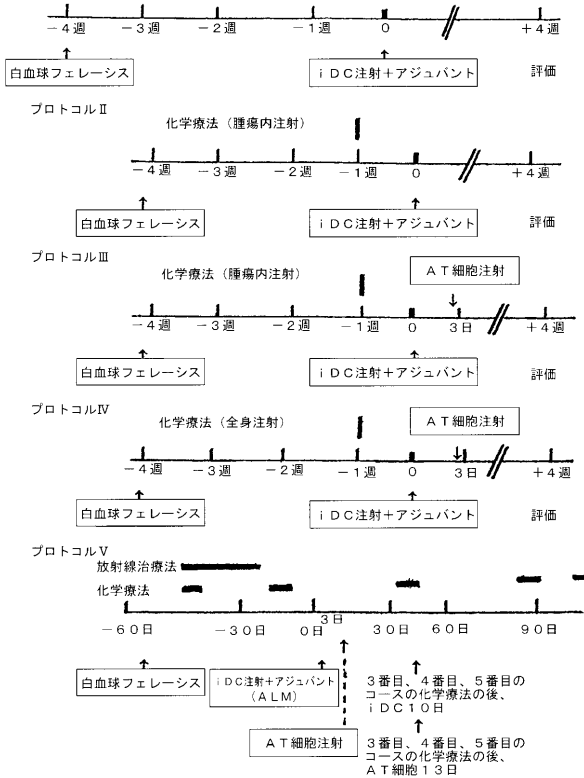 －4週 －3週 －2週 －1週 0 ＋4週
白血球フェレーシス iDC注射＋アジュバント 評価
プロトコルⅡ
化学療法（腫瘍内注射）
－4週 －3週 －2週 －1週 0 ＋4週
白血球フェレーシス iDC注射＋アジュバント 評価
プロトコルⅢ
化学療法（腫瘍内注射） AT細胞注射
－4週 －3週 －2週 －1週 0 3日 ＋4週
白血球フェレーシス iDC注射＋アジュバント 評価
プロトコルⅣ
化学療法（全身注射） AT細胞注射
－4週 －3週 －2週 －1週 0 3日 ＋4週
白血球フェレーシス iDC注射＋アジュバント 評価
プロトコルⅤ
放射線治療法
化学療法
－60日 －30日 0日 3日 30日 60日 90日
白血球フェレーシス
iDC注射＋アジュバント
（ALM）
AT細胞注射
3番目、4番目、5番目の
コースの化学療法の後、
iDC10日
3番目、4番目、5番目の
コースの化学療法の後、
AT細胞13日